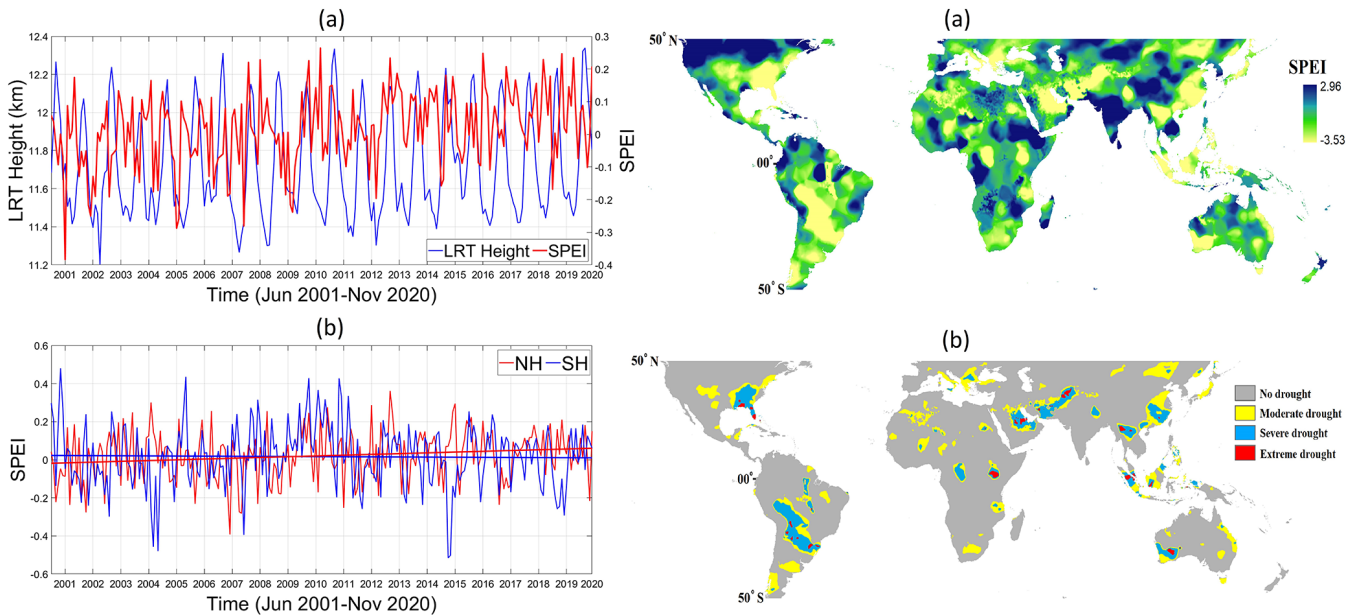 (a)
LRT Height (km)
12.4
12.2
12
11.8
11.6
11.4
11.2
0.3
0.2
0.1
0
-0.1
-0.2
-0.3
-0.4
SPEI
LRT Height SPEI
2001 2002 2003 2004 2005 2006 2007 2008 2009 2010 2011 2012 2013 2014 2015 2016 2017 2018 2019 2020
Time (Jun 2001-Nov 2020)
(b)
SPEI
0.6
0.4
0.2
0
-0.2
-0.4
-0.6
NH SH
2001 2002 2003 2004 2005 2006 2007 2008 2009 2010 2011 2012 2013 2014 2015 2016 2017 2018 2019 2020
Time (Jun 2001-Nov 2020)
(a)
50° N
00°
50° S
SPEI
2.96
-3.53
(b)
50° N
00°
50° S
No drought
Moderate drought
Severe drought
Extreme drought